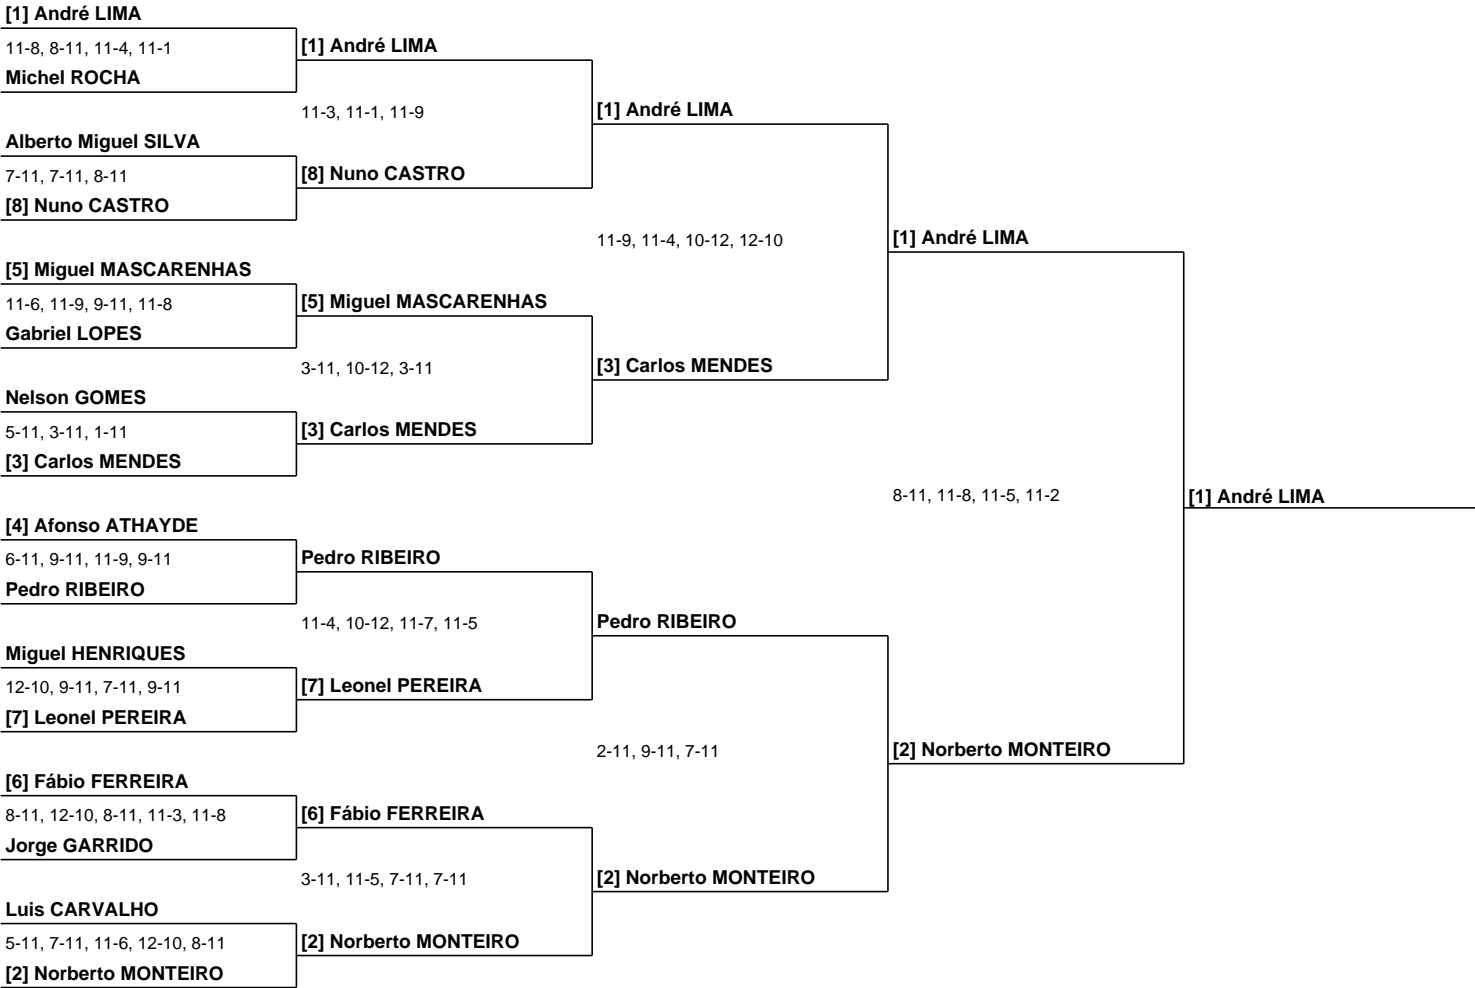 [1] André LIMA
11-8, 8-11, 11-4, 11-1
[1] André LIMA
Michel ROCHA
11-3, 11-1, 11-9
[1] André LIMA
Alberto Miguel SILVA
7-11, 7-11, 8-11
[8] Nuno CASTRO
[8] Nuno CASTRO
11-9, 11-4, 10-12, 12-10
[1] André LIMA
[5] Miguel MASCARENHAS
11-6, 11-9, 9-11, 11-8
[5] Miguel MASCARENHAS
Gabriel LOPES
3-11, 10-12, 3-11
[3] Carlos MENDES
Nelson GOMES
5-11, 3-11, 1-11
[3] Carlos MENDES
[3] Carlos MENDES
8-11, 11-8, 11-5, 11-2
[1] André LIMA
[4] Afonso ATHAYDE
6-11, 9-11, 11-9, 9-11
Pedro RIBEIRO
Pedro RIBEIRO
11-4, 10-12, 11-7, 11-5
Pedro RIBEIRO
Miguel HENRIQUES
12-10, 9-11, 7-11, 9-11
[7] Leonel PEREIRA
[7] Leonel PEREIRA
2-11, 9-11, 7-11
[2] Norberto MONTEIRO
[6] Fábio FERREIRA
8-11, 12-10, 8-11, 11-3, 11-8
[6] Fábio FERREIRA
Jorge GARRIDO
3-11, 11-5, 7-11, 7-11
[2] Norberto MONTEIRO
Luis CARVALHO
5-11, 7-11, 11-6, 12-10, 8-11
[2] Norberto MONTEIRO
[2] Norberto MONTEIRO